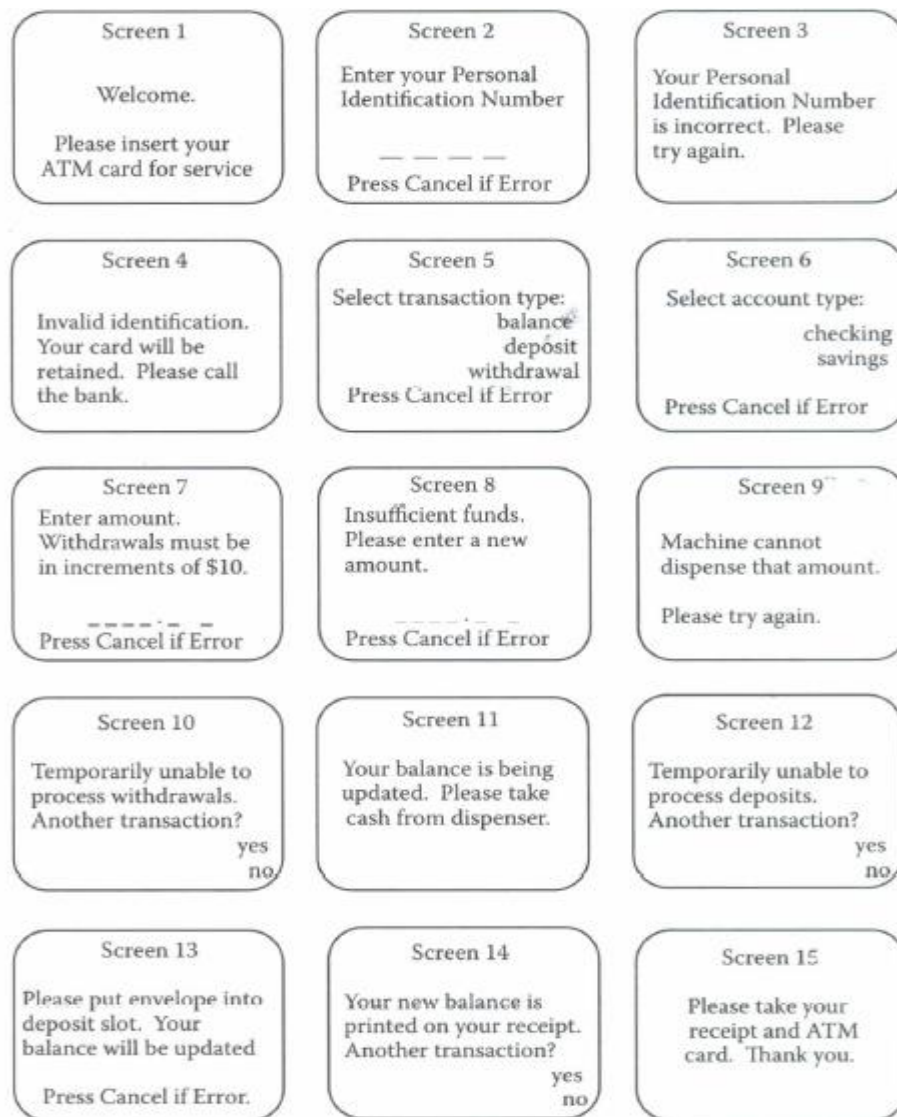 Screen 1
Welcome.
Please insert your
ATM card for service
Screen 2
Enter your Personal
Identification Number
_ _ _ _
Press Cancel if Error
Screen 3
Your Personal
Identification Number
is incorrect. Please
try again.
Screen 4
Invalid identification.
Your card will be
retained. Please call
the bank.
Screen 5
Select transaction type:
balance
deposit
withdrawal
Press Cancel if Error
Screen 6
Select account type:
checking
savings
Press Cancel if Error
Screen 7
Enter amount.
Withdrawals must be
in increments of $10.
_ _ _ _ . _ _
Press Cancel if Error
Screen 8
Insufficient funds.
Please enter a new
amount.
_ _ _ _ . _ _
Press Cancel if Error
Screen 9
Machine cannot
dispense that amount.
Please try again.
Screen 10
Temporarily unable to
process withdrawals.
Another transaction?
yes
no
Screen 11
Your balance is being
updated. Please take
cash from dispenser.
Screen 12
Temporarily unable to
process deposits.
Another transaction?
yes
no
Screen 13
Please put envelope into
deposit slot. Your
balance will be updated
Press Cancel if Error.
Screen 14
Your new balance is
printed on your receipt.
Another transaction?
yes
no
Screen 15
Please take your
receipt and ATM
card. Thank you.